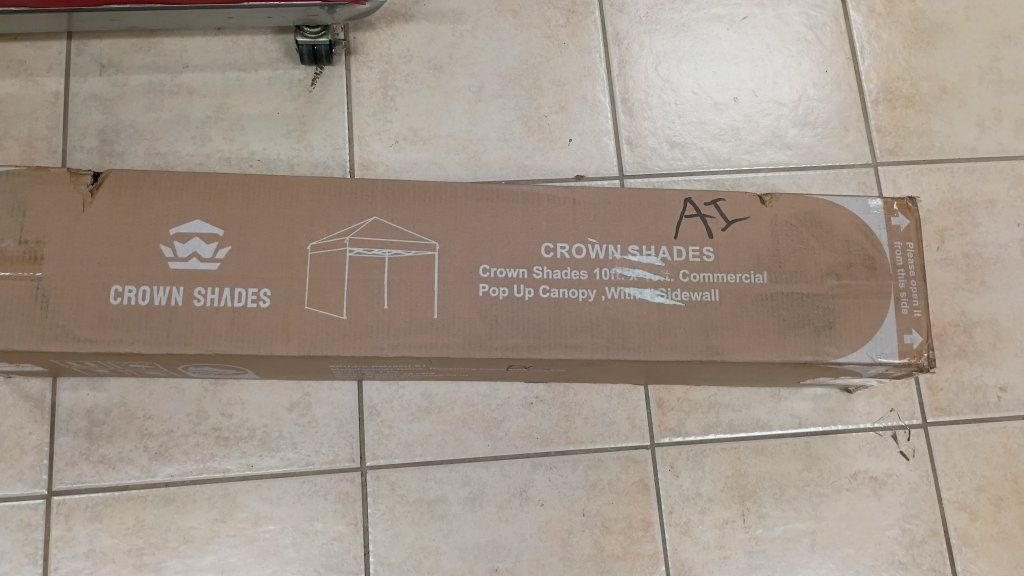 AI
CROWN SHADES
CROWN SHADES
Crown Shades 10ft. Commercial
Pop Up Canopy ,With Sidewall
Please open it
from this side